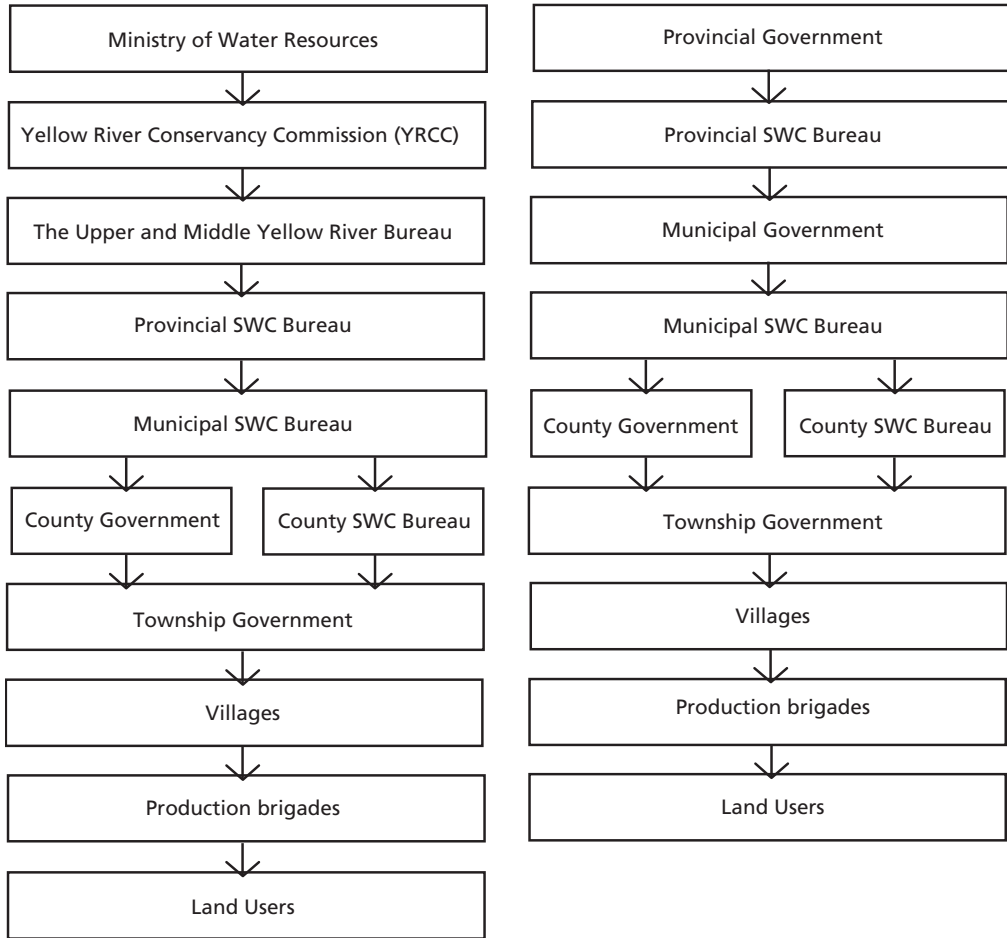 Ministry of Water Resources
Yellow River Conservancy Commission (YRCC)
The Upper and Middle Yellow River Bureau
Provincial SWC Bureau
Municipal SWC Bureau
County Government
County SWC Bureau
Township Government
Villages
Production brigades
Land Users
Provincial Government
Provincial SWC Bureau
Municipal Government
Municipal SWC Bureau
County Government
County SWC Bureau
Township Government
Villages
Production brigades
Land Users